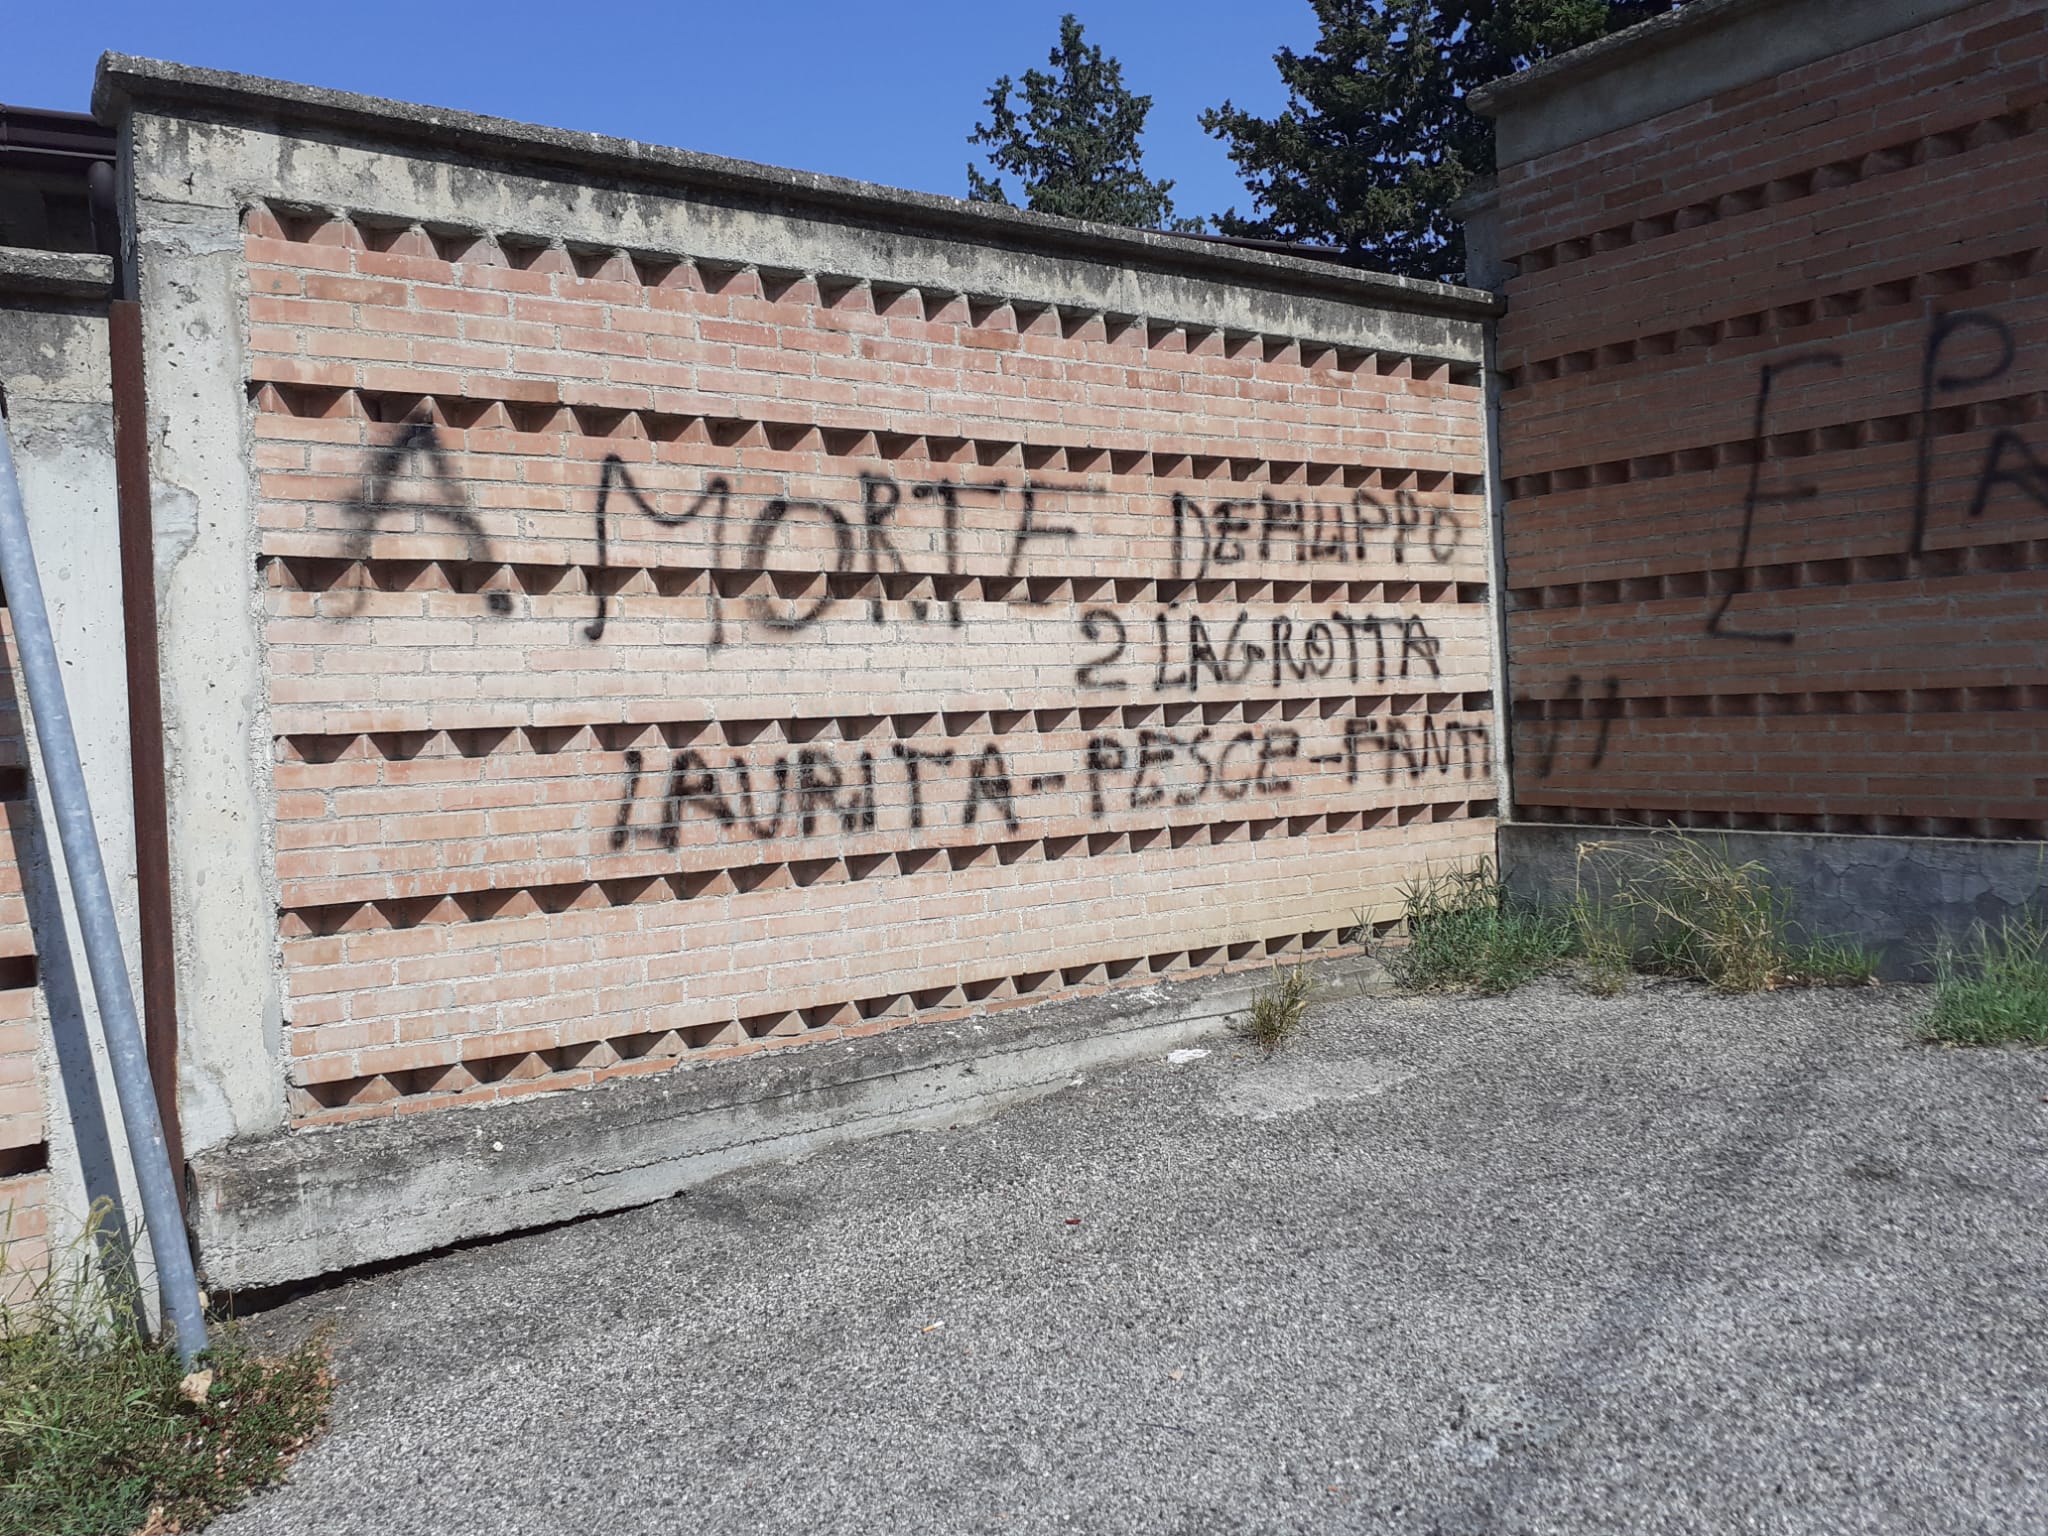 A MORTE DEFILIPPO
2 LAGROTTA
LAURITA-PESCE-FANTI
E P